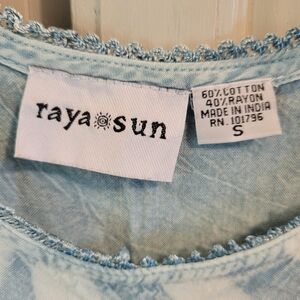 raya sun
60% COTTON
40% RAYON
MADE IN INDIA
RN. 101796
S